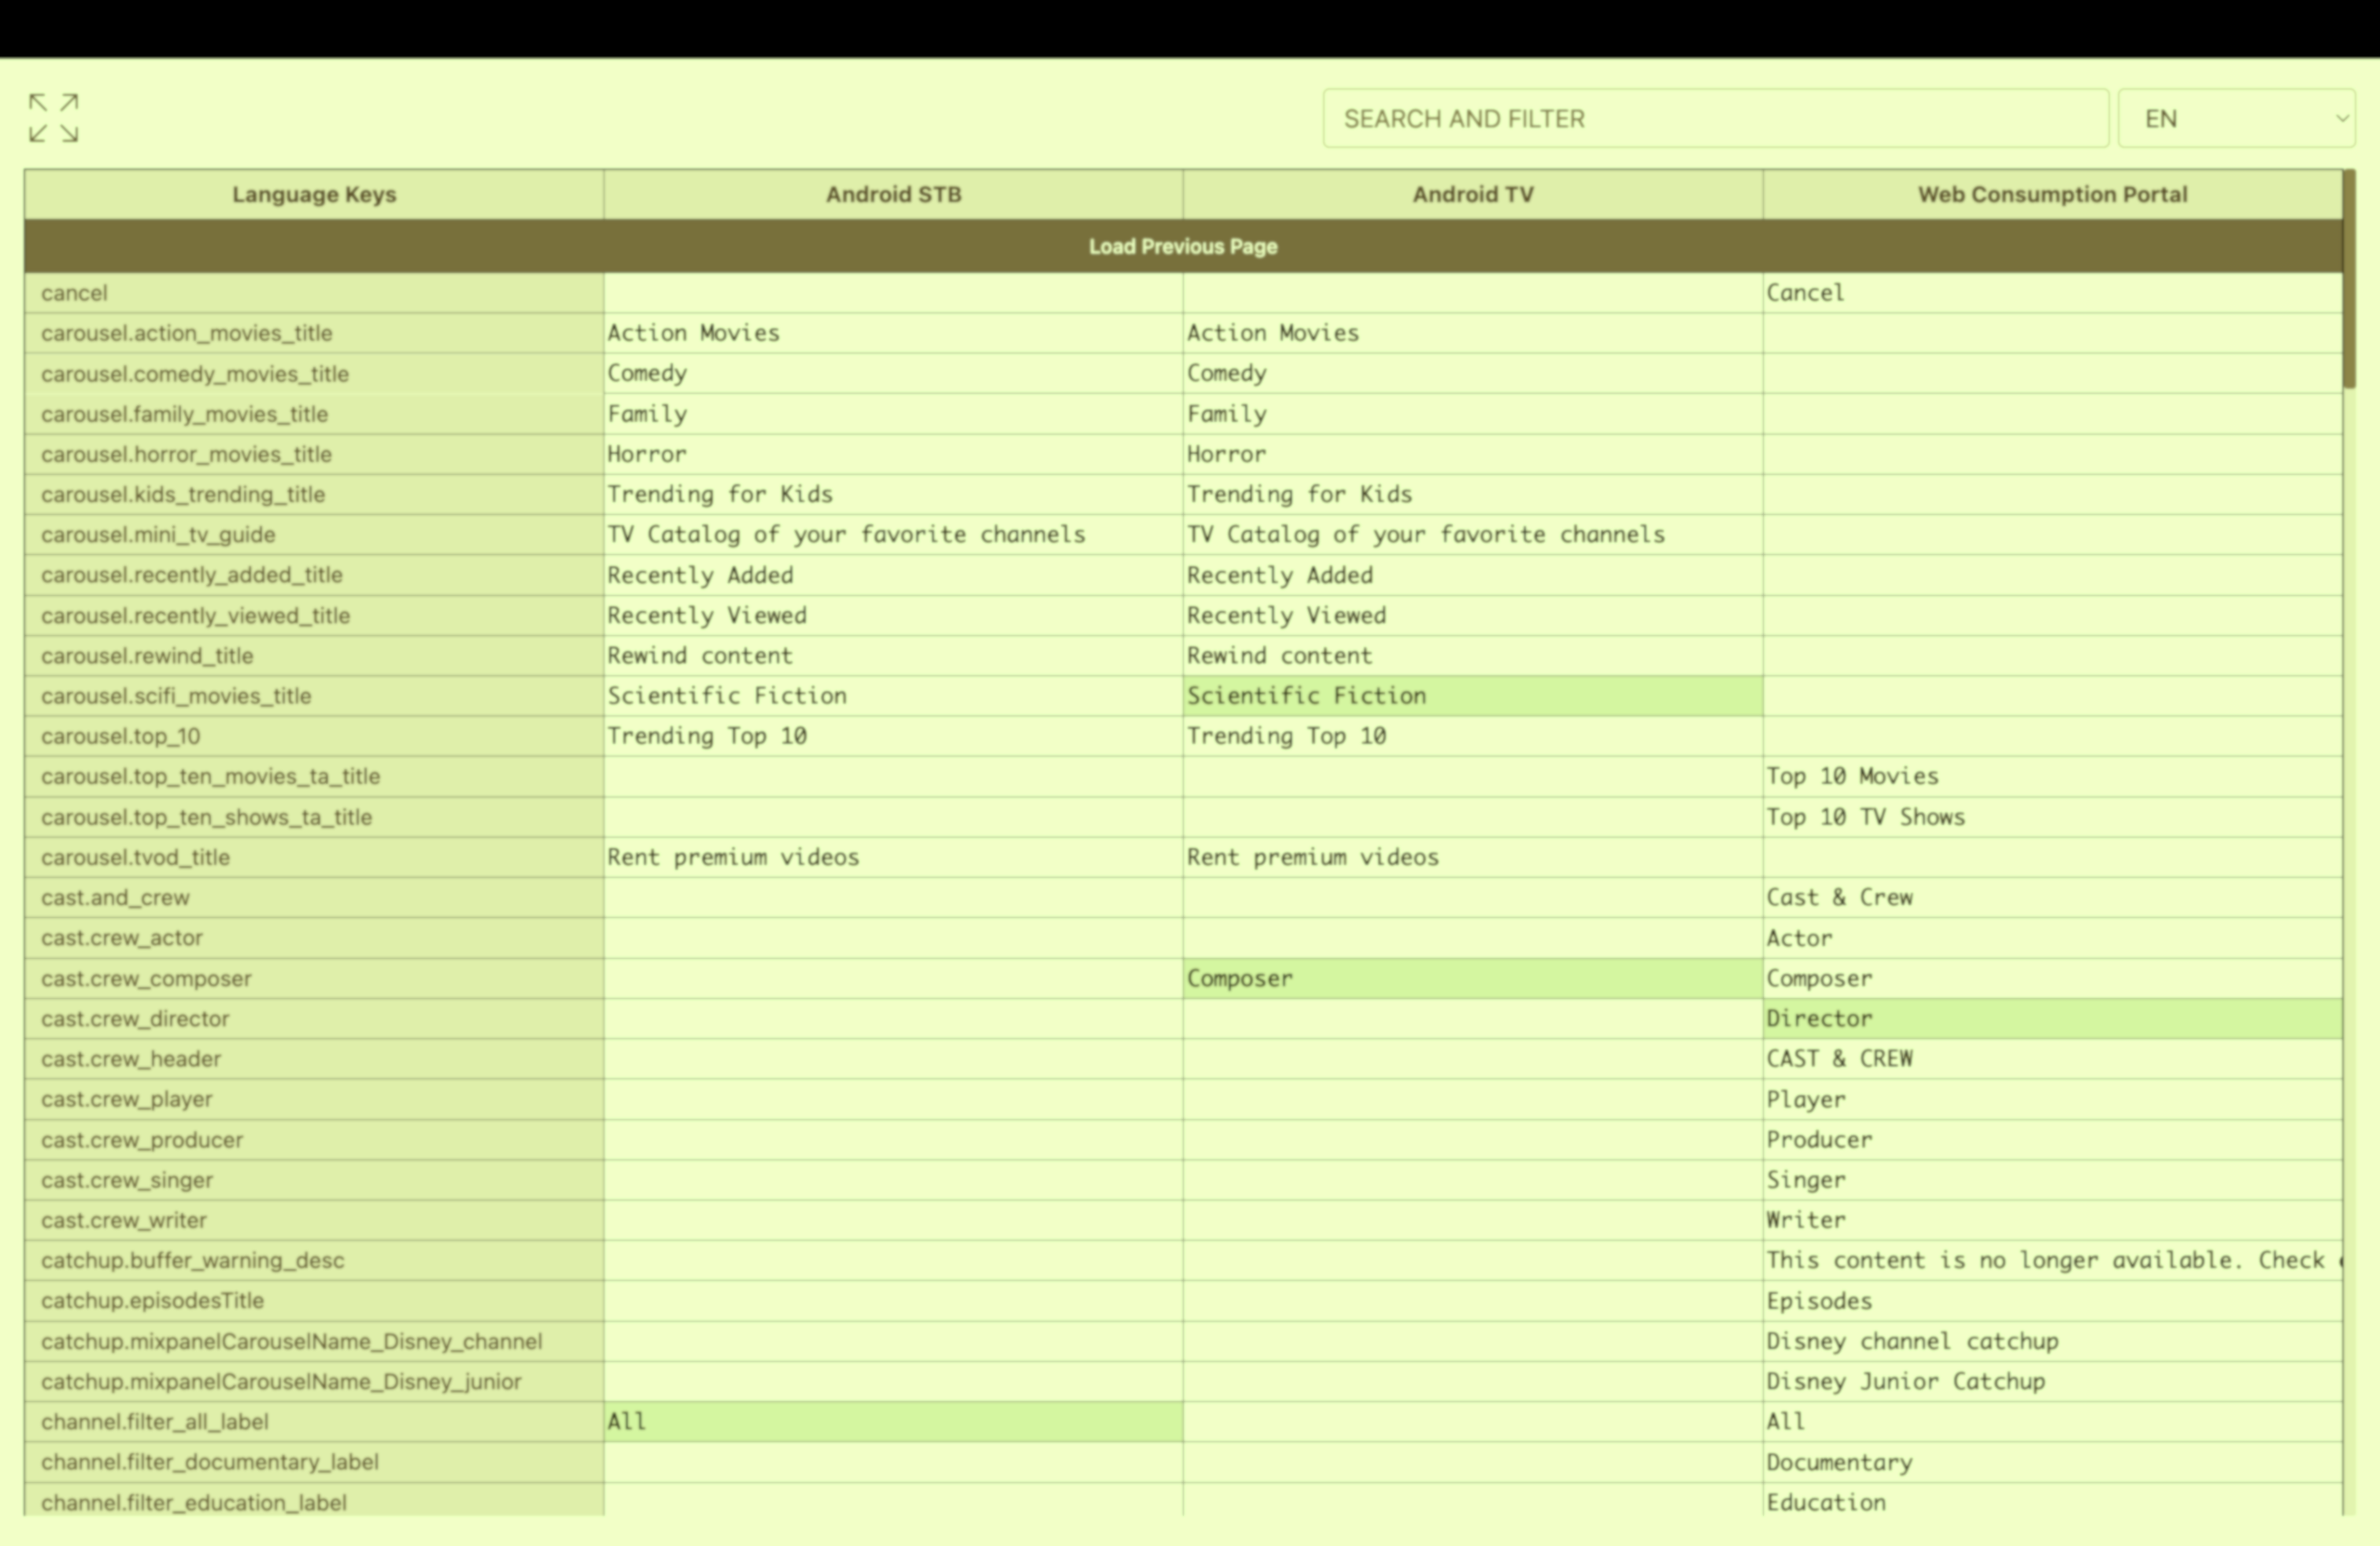 SEARCH AND FILTER EN
Language Keys Android STB Android TV Web Consumption Portal
Load Previous Page
cancel Cancel
carousel.action_movies_title Action Movies Action Movies
carousel.comedy_movies_title Comedy Comedy
carousel.family_movies_title Family Family
carousel.horror_movies_title Horror Horror
carousel.kids_trending_title Trending for Kids Trending for Kids
carousel.mini_tv_guide TV Catalog of your favorite channels TV Catalog of your favorite channels
carousel.recently_added_title Recently Added Recently Added
carousel.recently_viewed_title Recently Viewed Recently Viewed
carousel.rewind_title Rewind content Rewind content
carousel.scifi_movies_title Scientific Fiction Scientific Fiction
carousel.top_10 Trending Top 10 Trending Top 10
carousel.top_ten_movies_ta_title Top 10 Movies
carousel.top_ten_shows_ta_title Top 10 TV Shows
carousel.tvod_title Rent premium videos Rent premium videos
cast.and_crew Cast & Crew
cast.crew_actor Actor
cast.crew_composer Composer Composer
cast.crew_director Director
cast.crew_header CAST & CREW
cast.crew_player Player
cast.crew_producer Producer
cast.crew_singer Singer
cast.crew_writer Writer
catchup.buffer_warning_desc This content is no longer available. Check
catchup.episodesTitle Episodes
catchup.mixpanelCarouselName_Disney_channel Disney channel catchup
catchup.mixpanelCarouselName_Disney_junior Disney Junior Catchup
channel.filter_all_label All All
channel.filter_documentary_label Documentary
channel.filter_education_label Education